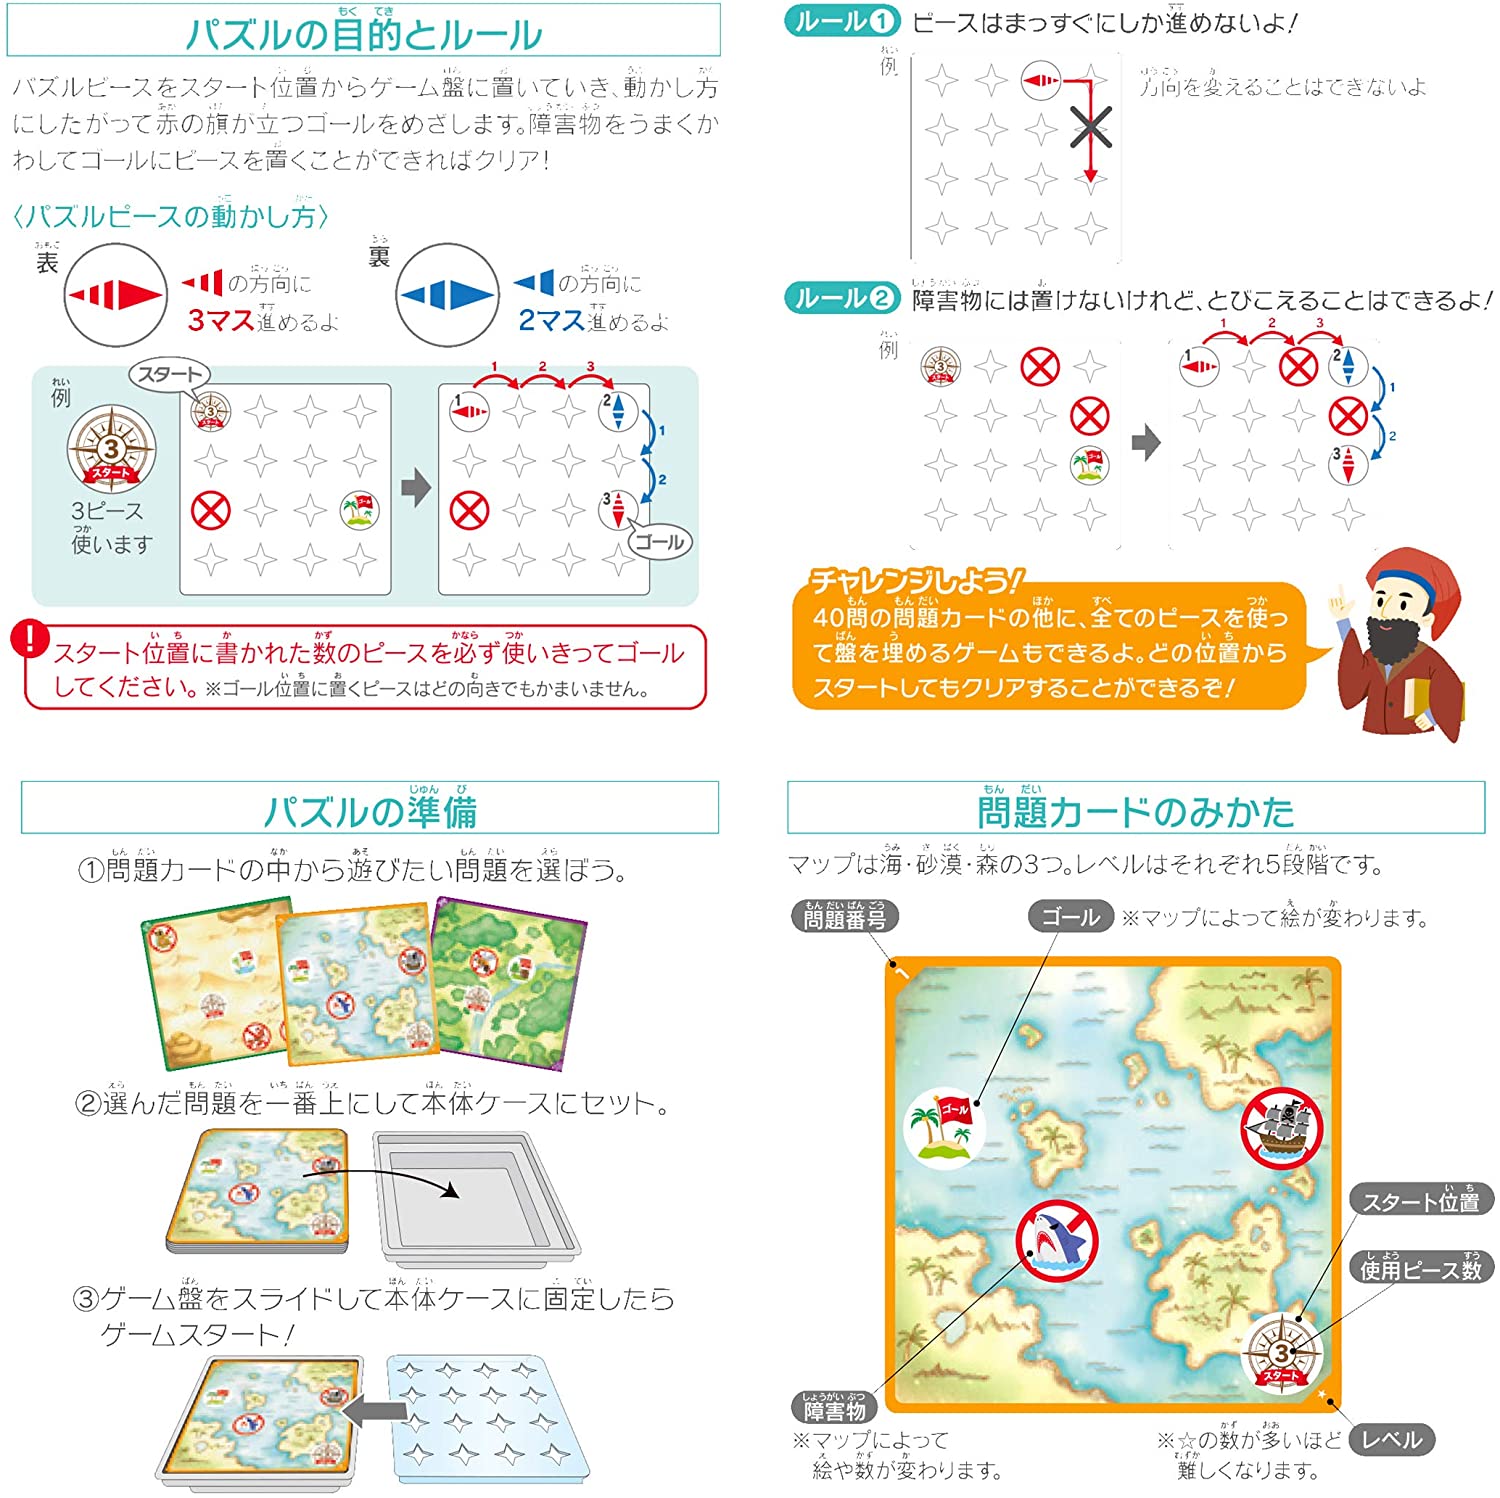 パズルの目的とルール
パズルピースをスタート位置からゲーム盤に置いていき、動かし方
にしたがって赤の旗が立つゴールをめざします。障害物をうまくか
わしてゴールにピースを置くことができればクリア!
〈パズルピースの動かし方〉
表
の方向に
3マス進めるよ
裏
の方向に
2マス進めるよ
例
スタート
3
スタート
3ピース
使います
3
スタート
ゴール
1
2
3
1
2
1
2
3
ゴール
!
スタート位置に書かれた数のピースを必ず使いきってゴール
してください。※ゴール位置に置くピースはどの向きでもかまいません。
ルール1 ピースはまっすぐにしか進めないよ!
例
方向を変えることはできないよ
ルール2 障害物には置けないけれど、とびこえることはできるよ!
例
3
スタート
ゴール
1
2
3
1
2
1
2
3
チャレンジしよう!
40問の問題カードの他に、全てのピースを使っ
て盤を埋めるゲームもできるよ。どの位置から
スタートしてもクリアすることができるぞ!
パズルの準備
①問題カードの中から遊びたい問題を選ぼう。
②選んだ問題を一番上にして本体ケースにセット。
③ゲーム盤をスライドして本体ケースに固定したら
ゲームスタート!
問題カードのみかた
マップは海・砂漠・森の3つ。レベルはそれぞれ5段階です。
問題番号
ゴール ※マップによって絵が変わります。
1
ゴール
スタート位置
使用ピース数
3
スタート
障害物
※マップによって
絵や数が変わります。
※☆の数が多いほど
難しくなります。
レベル